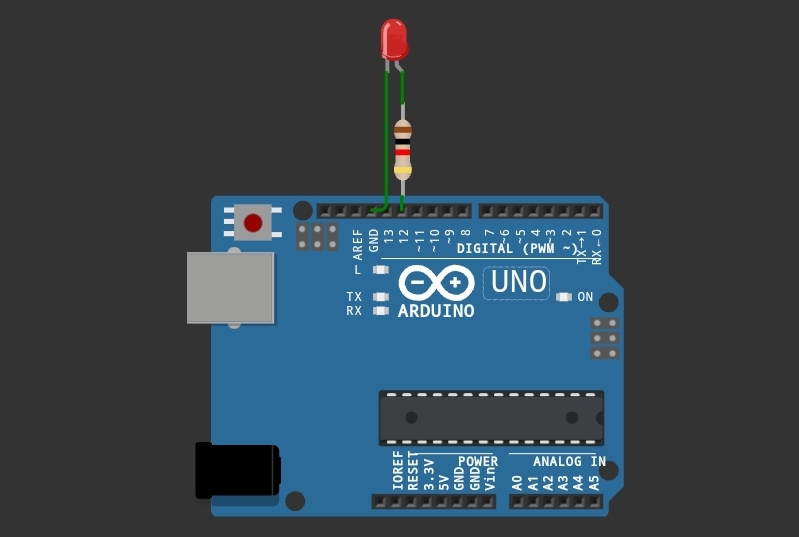 AREF
GND
13
12
~11
~10
~9
8
7
~6
~5
4
~3
2
TX→1
RX←0
DIGITAL (PWM ~)
L
TX
RX
UNO
ON
ARDUINO
IOREF
RESET
3.3V
5V
GND
GND
Vin
POWER
ANALOG IN
A0
A1
A2
A3
A4
A5